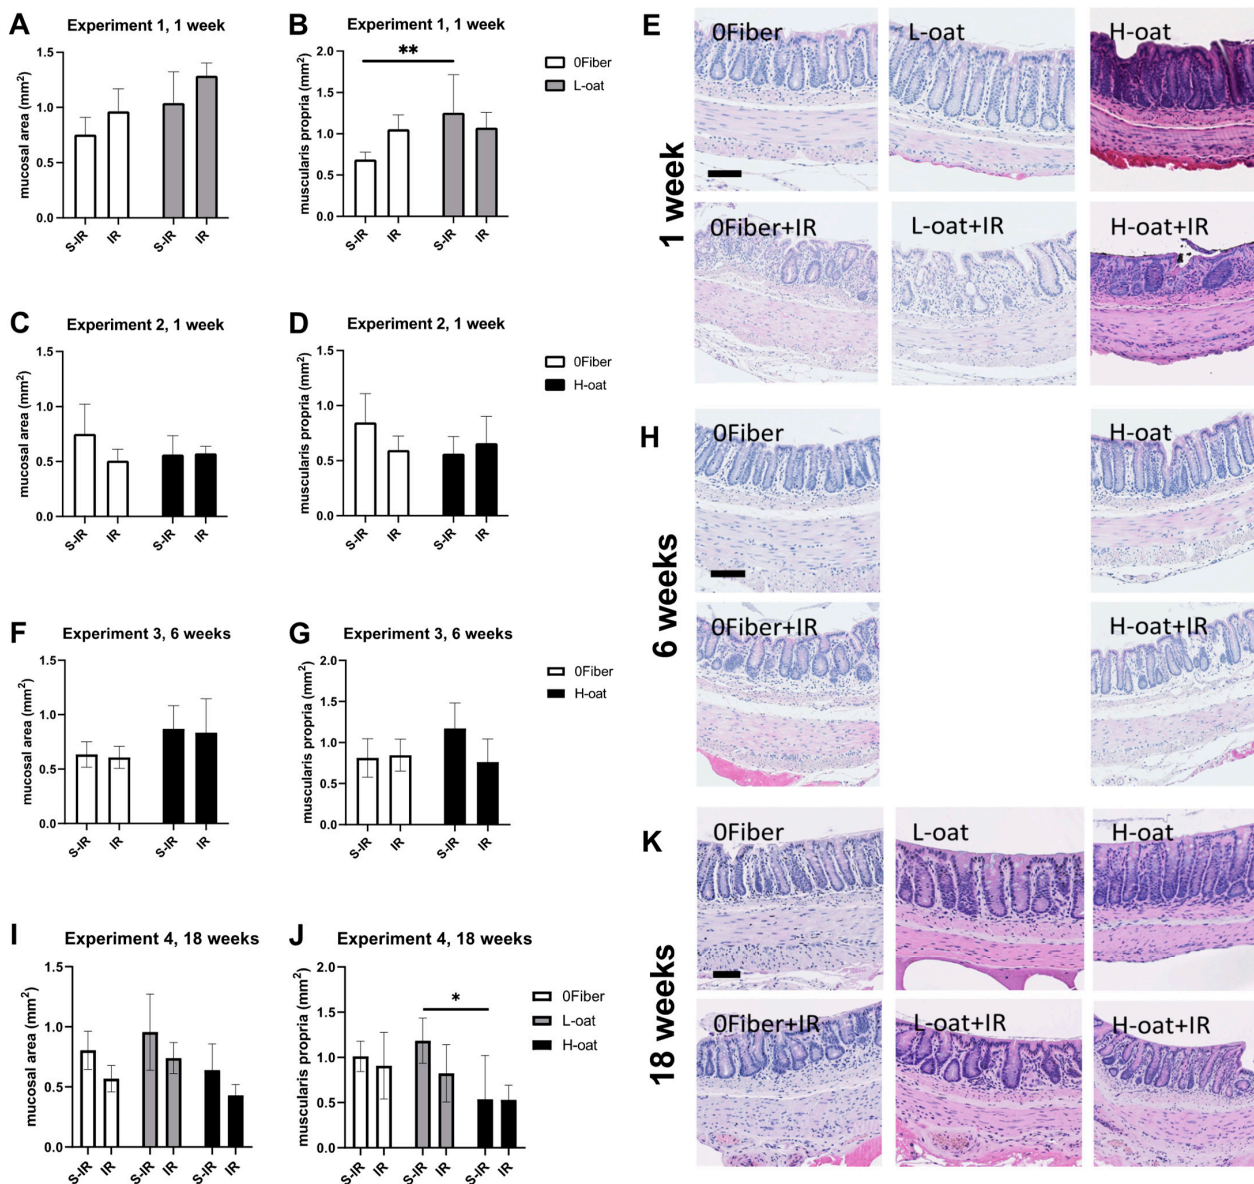 A
Experiment 1, 1 week
mucosal area (mm²)
1.5
1.0
0.5
0.0
S-IR
IR
S-IR
IR
B
Experiment 1, 1 week
muscularis propria (mm²)
2.0
1.5
1.0
0.5
0.0
**
S-IR
IR
S-IR
IR
0Fiber
L-oat
C
Experiment 2, 1 week
mucosal area (mm²)
1.5
1.0
0.5
0.0
S-IR
IR
S-IR
IR
D
Experiment 2, 1 week
muscularis propria (mm²)
1.5
1.0
0.5
0.0
S-IR
IR
S-IR
IR
0Fiber
H-oat
E
1 week
0Fiber
L-oat
H-oat
0Fiber+IR
L-oat+IR
H-oat+IR
F
Experiment 3, 6 weeks
mucosal area (mm²)
1.5
1.0
0.5
0.0
S-IR
IR
S-IR
IR
G
Experiment 3, 6 weeks
muscularis propria (mm²)
2.0
1.5
1.0
0.5
0.0
S-IR
IR
S-IR
IR
0Fiber
H-oat
H
6 weeks
0Fiber
H-oat
0Fiber+IR
H-oat+IR
I
Experiment 4, 18 weeks
mucosal area (mm²)
1.5
1.0
0.5
0.0
S-IR
IR
S-IR
IR
S-IR
IR
J
Experiment 4, 18 weeks
muscularis propria (mm²)
2.0
1.5
1.0
0.5
0.0
*
S-IR
IR
S-IR
IR
S-IR
IR
0Fiber
L-oat
H-oat
K
18 weeks
0Fiber
L-oat
H-oat
0Fiber+IR
L-oat+IR
H-oat+IR